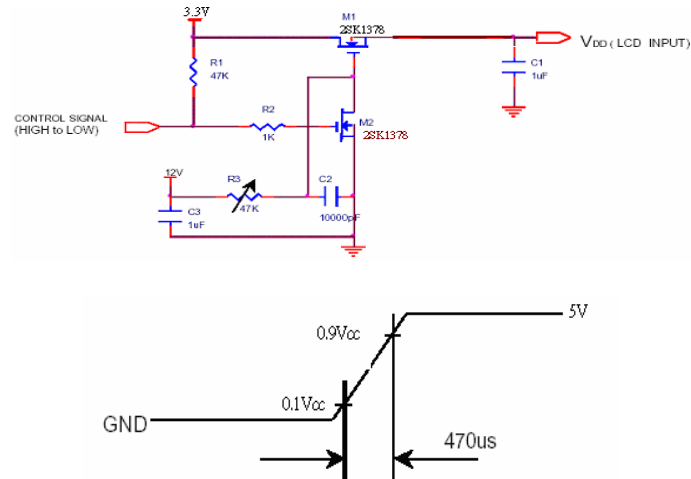 3.3V
M1
2SK1378
R1
47K
V_DD ( LCD INPUT)
C1
1uF
CONTROL SIGNAL
(HIGH to LOW)
R2
1K
M2
2SK1378
12V
R3
47K
C2
10000pF
C3
1uF
5V
0.9Vcc
0.1Vcc
GND
470us